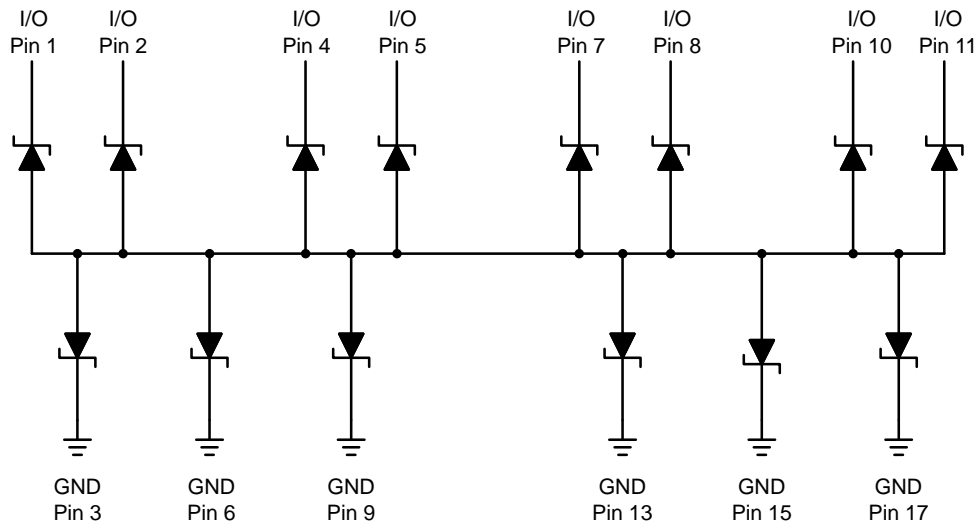 I/O I/O I/O I/O I/O I/O I/O I/O
Pin 1 Pin 2 Pin 4 Pin 5 Pin 7 Pin 8 Pin 10 Pin 11
GND GND GND GND GND GND
Pin 3 Pin 6 Pin 9 Pin 13 Pin 15 Pin 17